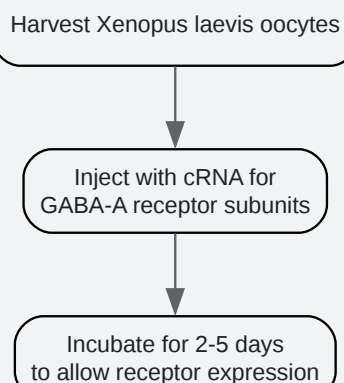 Harvest Xenopus laevis oocytes
Inject with cRNA for
GABA-A receptor subunits
Incubate for 2-5 days
to allow receptor expression